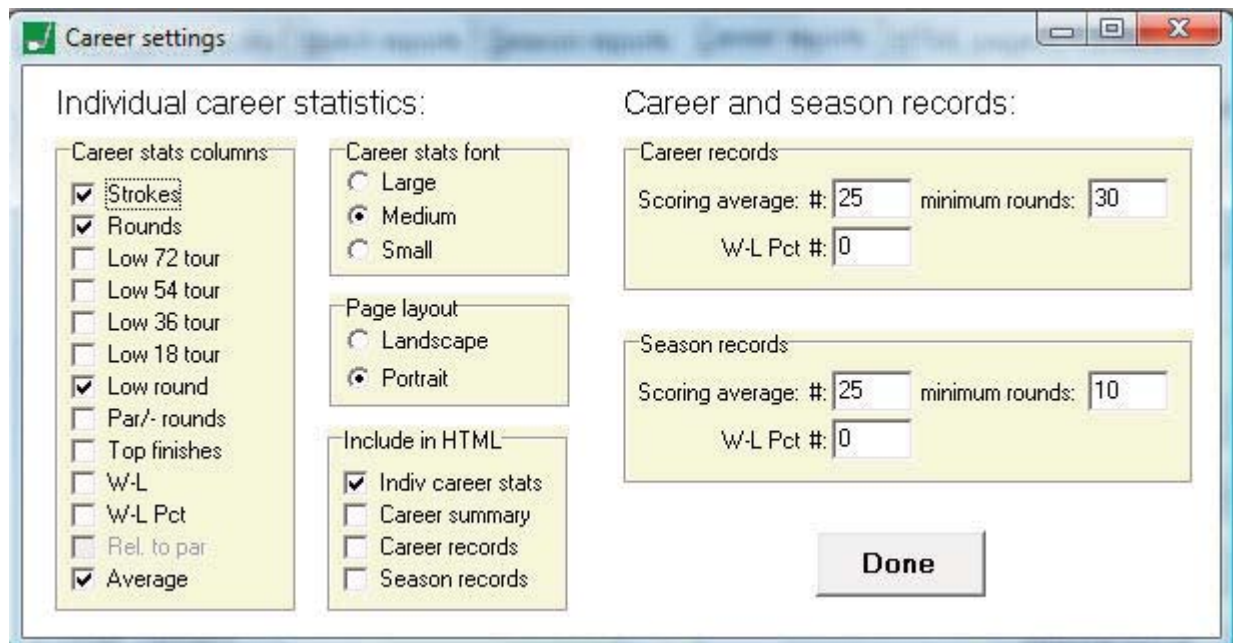 Career settings
Individual career statistics:
Career stats columns
Strokes
Rounds
Low 72 tour
Low 54 tour
Low 36 tour
Low 18 tour
Low round
Par/- rounds
Top finishes
W-L
W-L Pct
Rel. to par
Average
Career stats font
Large
Medium
Small
Page layout
Landscape
Portrait
Include in HTML
Indiv career stats
Career summary
Career records
Season records
Career and season records:
Career records
Scoring average: #: 25 minimum rounds: 30
W-L Pct #: 0
Season records
Scoring average: #: 25 minimum rounds: 10
W-L Pct #: 0
Done